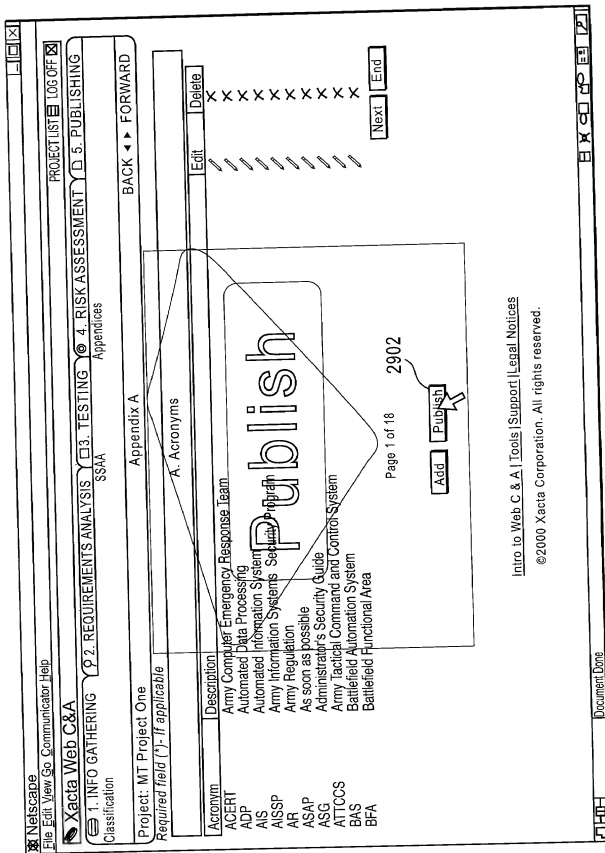 Netscape
File Edit View Go Communicator Help
Xacta Web C&A
PROJECT LIST LOG OFF
1. INFO GATHERING 2. REQUIREMENTS ANALYSIS 3. TESTING 4. RISK ASSESSMENT 5. PUBLISHING
Classification SSAA Appendices
BACK FORWARD
Project: MT Project One Appendix A
Required field (*)- If applicable
A. Acronyms
Acronym Description Edit Delete
ACERT Army Computer Emergency Response Team
ADP Automated Data Processing
AIS Automated Information System
AISSP Army Information Systems Security Program
AR Army Regulation
ASAP As soon as possible
ASG Administrator's Security Guide
ATTCCS Army Tactical Command and Control System
BAS Battlefield Automation System
BFA Battlefield Functional Area
Publish
Page 1 of 18
Next End
2902
Add Publish
Intro to Web C & A | Tools | Support | Legal Notices
©2000 Xacta Corporation. All rights reserved.
Document Done